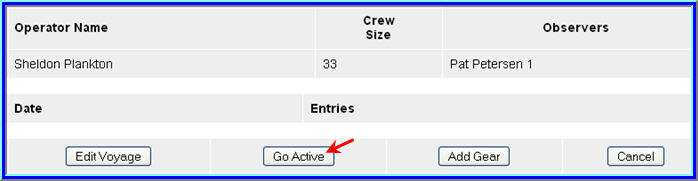 Operator Name Crew Size Observers
Sheldon Plankton 33 Pat Petersen 1
Date Entries
Edit Voyage Go Active Add Gear Cancel